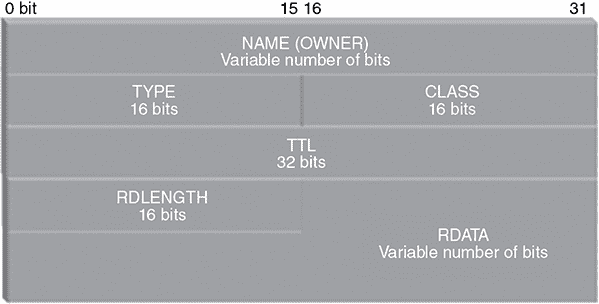 0 bit 15 16 31
NAME (OWNER)
Variable number of bits
TYPE CLASS
16 bits 16 bits
TTL
32 bits
RDLENGTH
16 bits
RDATA
Variable number of bits